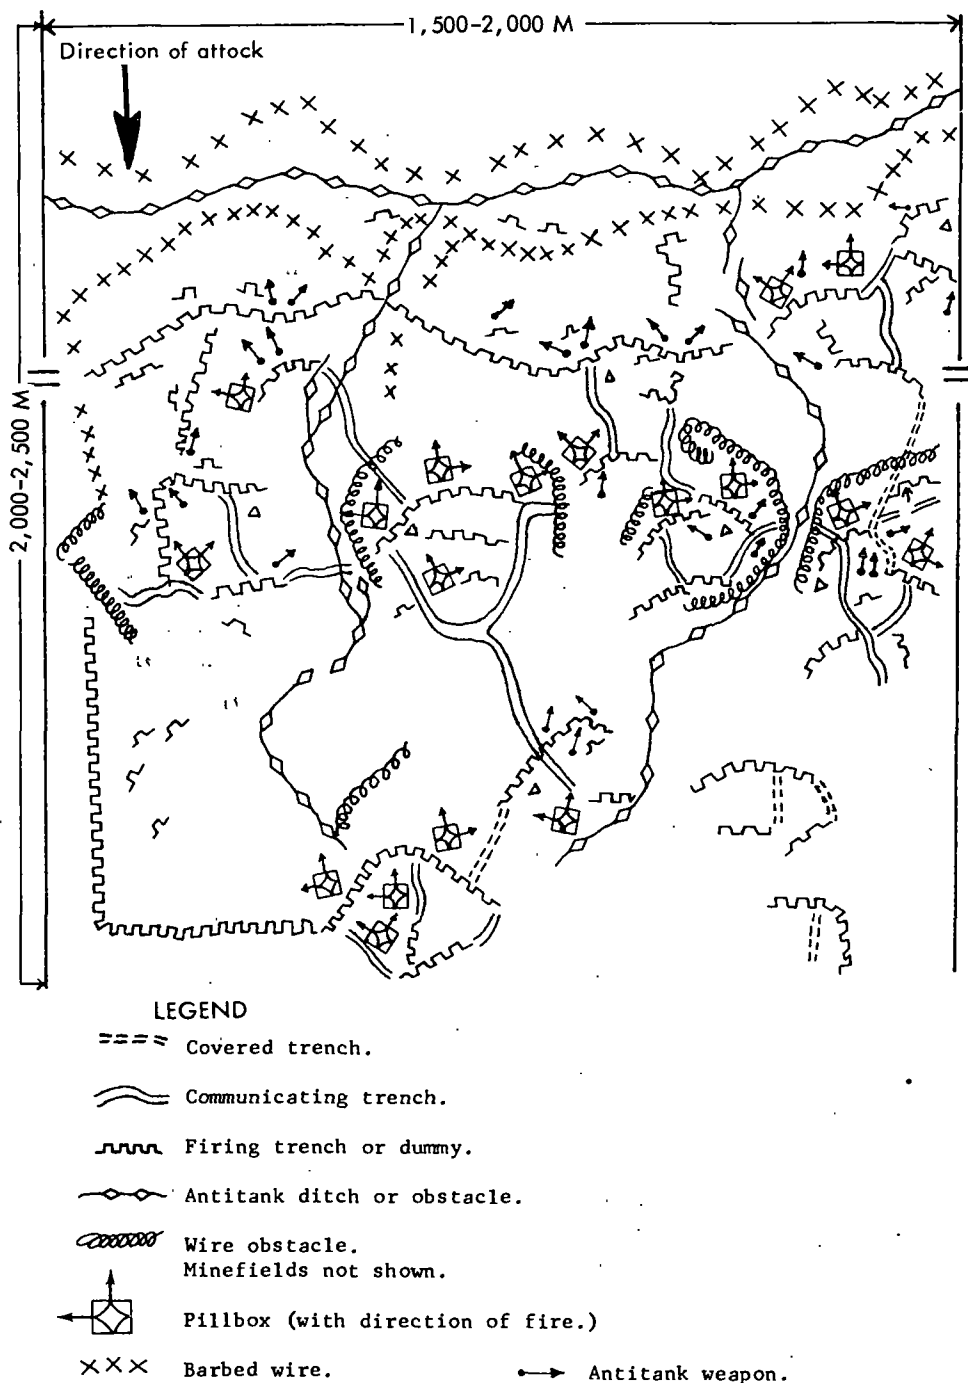 1,500-2,000 M
Direction of attock
2,000-2,500 M
LEGEND
Covered trench.
Communicating trench.
Firing trench or dummy.
Antitank ditch or obstacle.
Wire obstacle.
Minefields not shown.
Pillbox (with direction of fire.)
Barbed wire.
Antitank weapon.